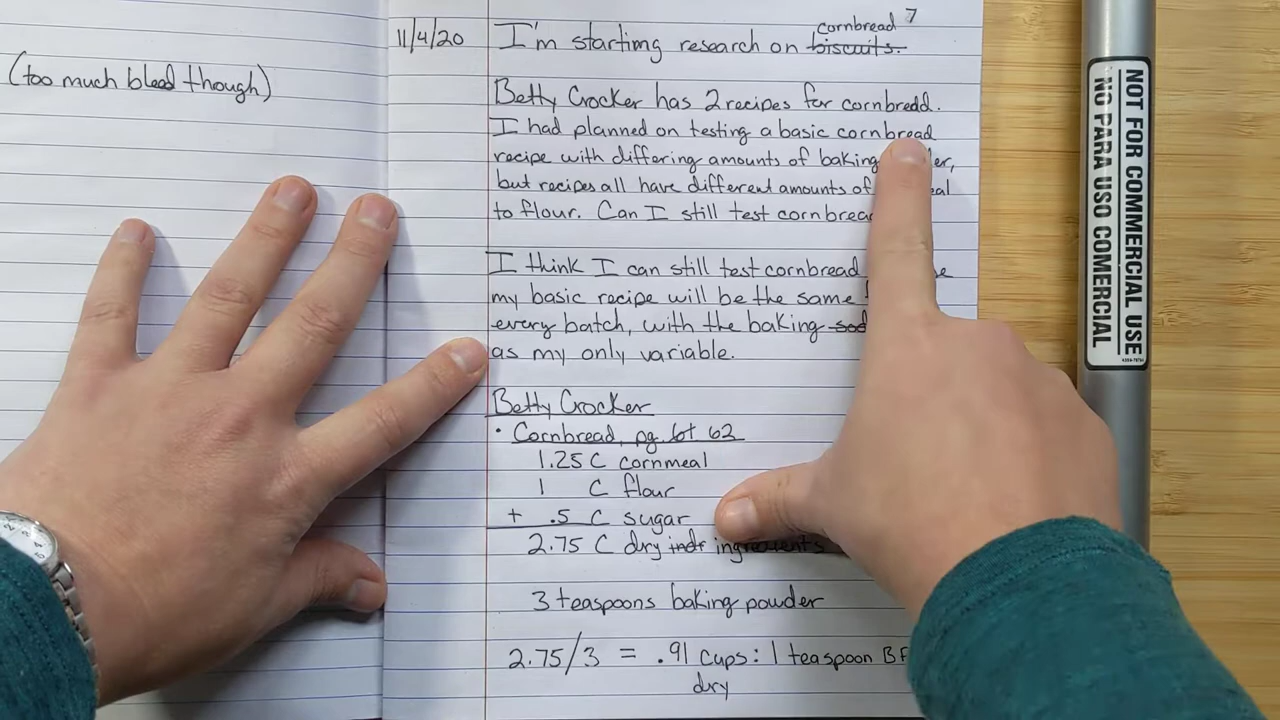 (too much bleed though)
7
11/4/20
cornbread
I'm starting research on biscuits.
Betty Crocker has 2 recipes for cornbredd.
I had planned on testing a basic cornbread
recipe with differing amounts of baking
but recipes all have different amounts of
to flour. Can I still test cornbread
I think I can still test cornbread
my basic recipe will be the same
every batch, with the baking
as my only variable.
Betty Crocker
• Cornbread, pg. 62
1.25 C cornmeal
1 C flour
+ .5 C sugar
2.75 C dry ingredients
3 teaspoons baking powder
2.75/3 = .91 cups : 1 teaspoon
dry
NOT FOR COMMERCIAL USE
NO PARA USO COMERCIAL